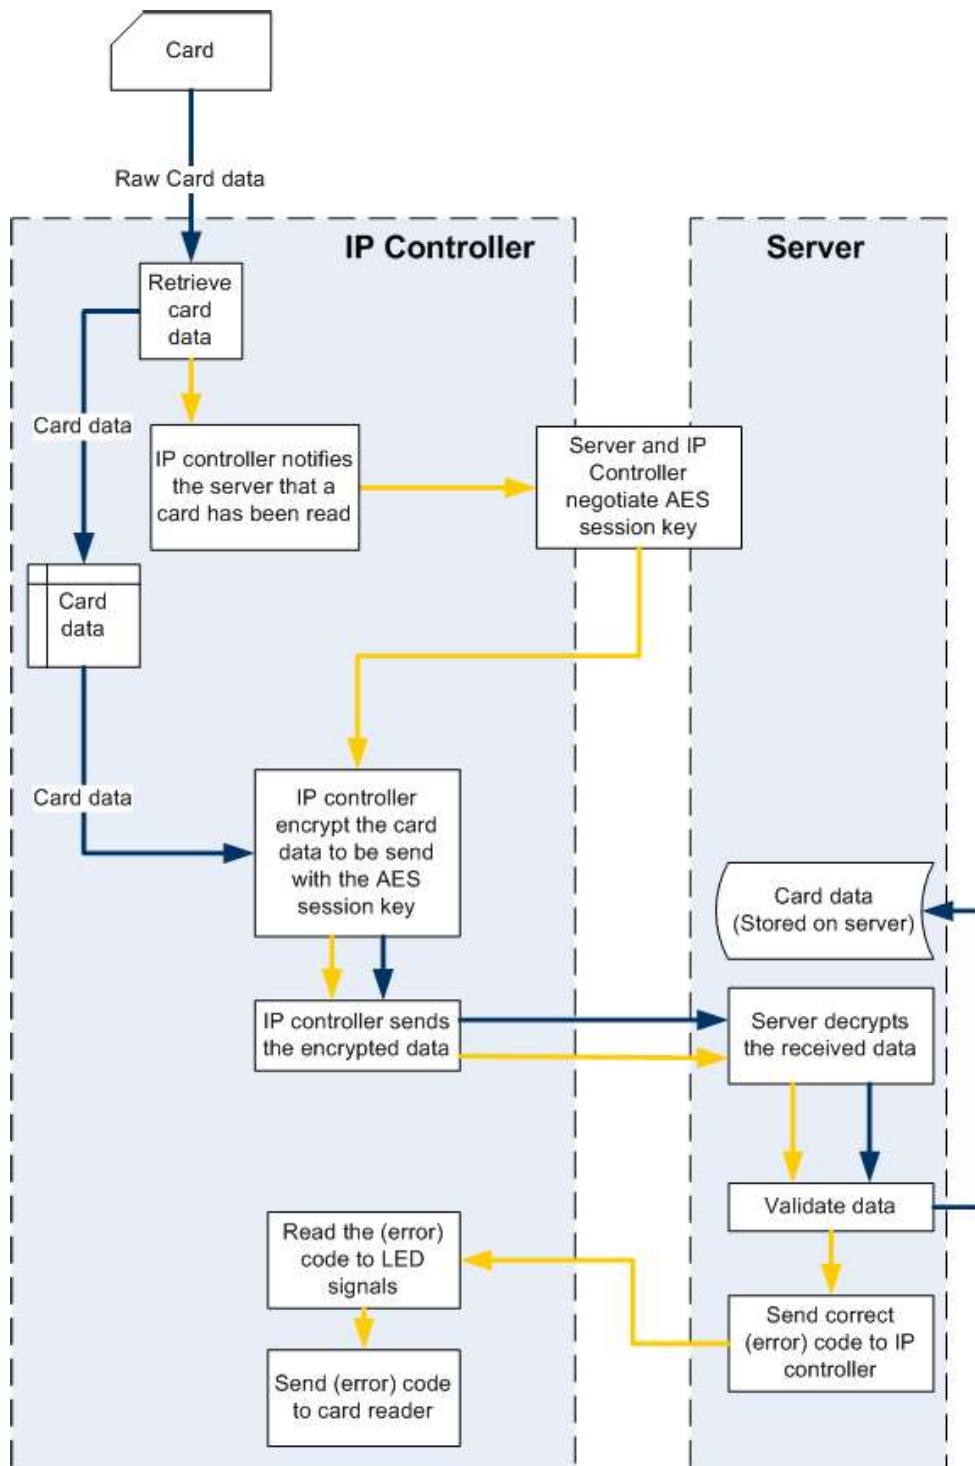 Card
Raw Card data
IP Controller
Server
Retrieve
card
data
Card data
IP controller notifies
the server that a
card has been read
Server and IP
Controller
negotiate AES
session key
Card
data
Card data
IP controller
encrypt the card
data to be send
with the AES
session key
Card data
(Stored on server)
IP controller sends
the encrypted data
Server decrypts
the received data
Validate data
Read the (error)
code to LED
signals
Send correct
(error) code to IP
controller
Send (error) code
to card reader